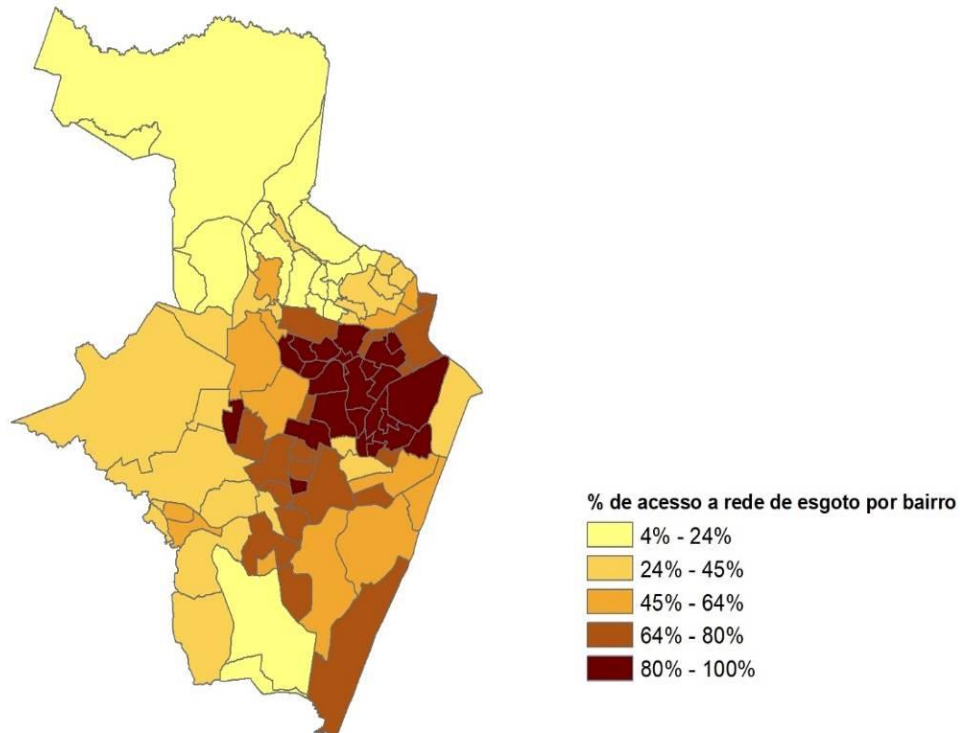 % de acesso a rede de esgoto por bairro
4% - 24%
24% - 45%
45% - 64%
64% - 80%
80% - 100%